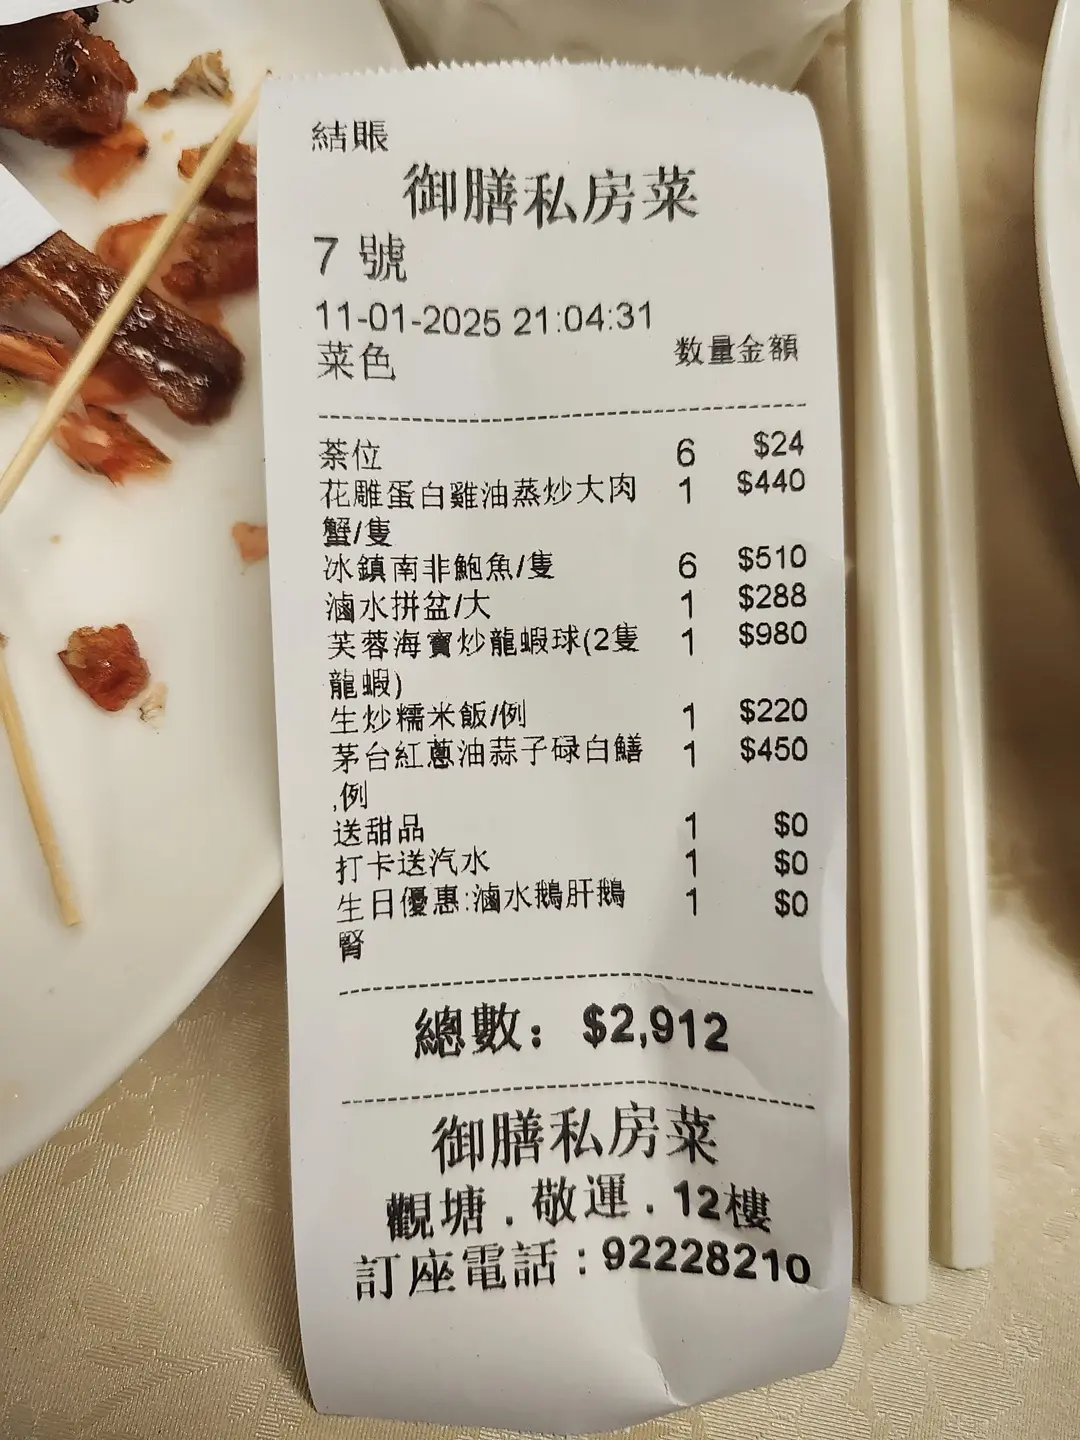 結賬
御膳私房菜
7 號
11-01-2025 21:04:31
菜色 数量金額
茶位 6 $24
花雕蛋白雞油蒸炒大肉 1 $440
蟹/隻
冰鎮南非鮑魚/隻 6 $510
滷水拼盆/大 1 $288
芙蓉海寶炒龍蝦球(2隻 1 $980
龍蝦)
生炒糯米飯/例 1 $220
茅台紅蔥油蒜子碌白鱔 1 $450
,例
送甜品 1 $0
打卡送汽水 1 $0
生日優惠:滷水鵝肝鵝 1 $0
腎
總數: $2,912
御膳私房菜
觀塘.敬運.12樓
訂座電話:92228210